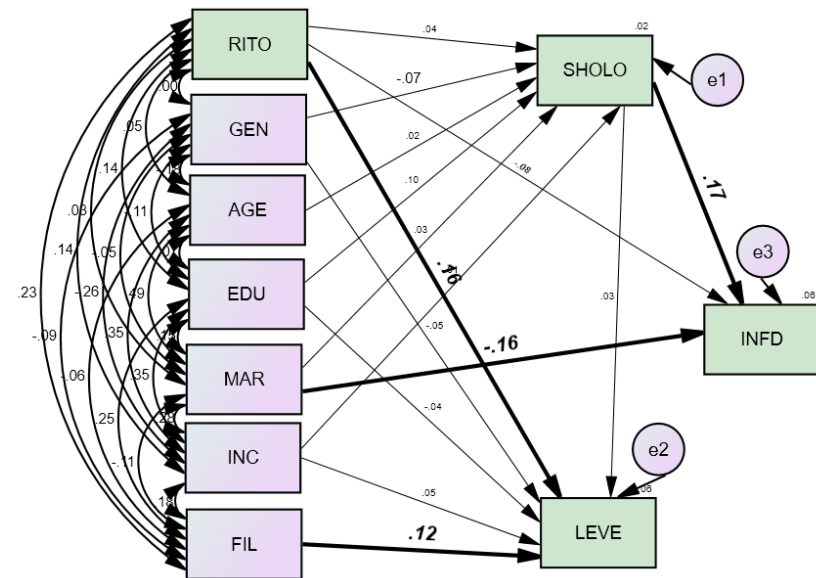 RITO
GEN
AGE
EDU
MAR
INC
FIL
SHOLO
INFD
LEVE
e1
e2
e3
.02
.06
.04
-.07
.02
.10
.03
-.08
.17
.16
-.16
-.05
-.04
.05
.12
.03
.00
.05
.14
.11
.03
.14
-.05
.23
-.26
.49
-.09
.35
-.06
.35
.25
-.11
.18